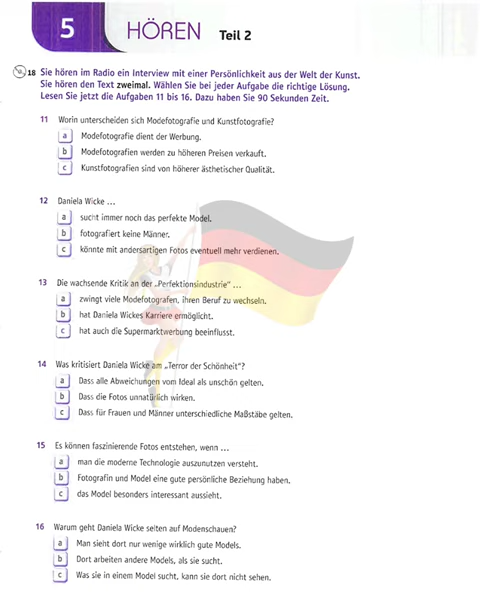 5 HÖREN Teil 2
18 Sie hören im Radio ein Interview mit einer Persönlichkeit aus der Welt der Kunst.
Sie hören den Text zweimal. Wählen Sie bei jeder Aufgabe die richtige Lösung.
Lesen Sie jetzt die Aufgaben 11 bis 16. Dazu haben Sie 90 Sekunden Zeit.
11 Worin unterscheiden sich Modefotografie und Kunstfotografie?
a Modefotografie dient der Werbung.
b Modefotografien werden zu höheren Preisen verkauft.
c Kunstfotografien sind von höherer ästhetischer Qualität.
12 Daniela Wicke ...
a sucht immer noch das perfekte Model.
b fotografiert keine Männer.
c könnte mit andersartigen Fotos eventuell mehr verdienen.
13 Die wachsende Kritik an der „Perfektionsindustrie“ ...
a zwingt viele Modefotografen, ihren Beruf zu wechseln.
b hat Daniela Wickes Karriere ermöglicht.
c hat auch die Supermarktwerbung beeinflusst.
14 Was kritisiert Daniela Wicke am „Terror der Schönheit“?
a Dass alle Abweichungen vom Ideal als unschön gelten.
b Dass die Fotos unnatürlich wirken.
c Dass für Frauen und Männer unterschiedliche Maßstäbe gelten.
15 Es können faszinierende Fotos entstehen, wenn ...
a man die moderne Technologie auszunutzen versteht.
b Fotografin und Model eine gute persönliche Beziehung haben.
c das Model besonders interessant aussieht.
16 Warum geht Daniela Wicke selten auf Modenschauen?
a Man sieht dort nur wenige wirklich gute Models.
b Dort arbeiten andere Models, als sie sucht.
c Was sie in einem Model sucht, kann sie dort nicht sehen.